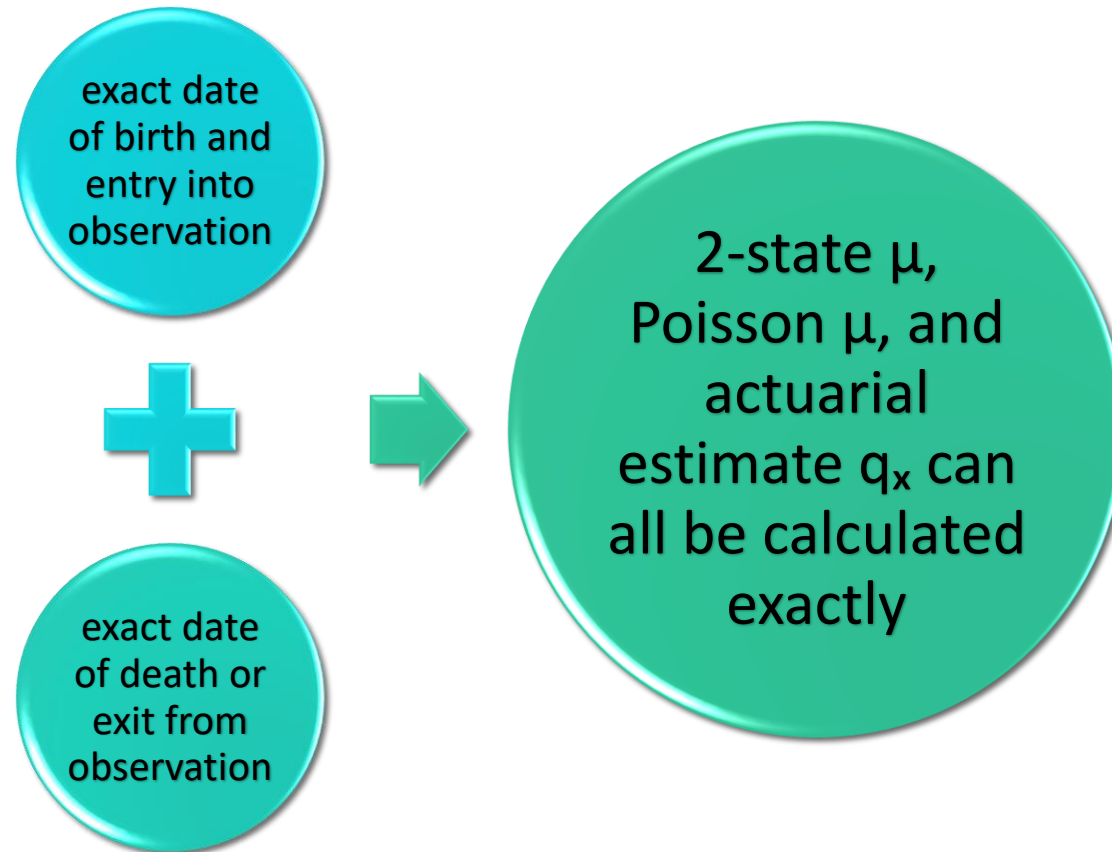 exact date
of birth and
entry into
observation
exact date
of death or
exit from
observation
2-state μ,
Poisson μ, and
actuarial
estimate qₓ can
all be calculated
exactly